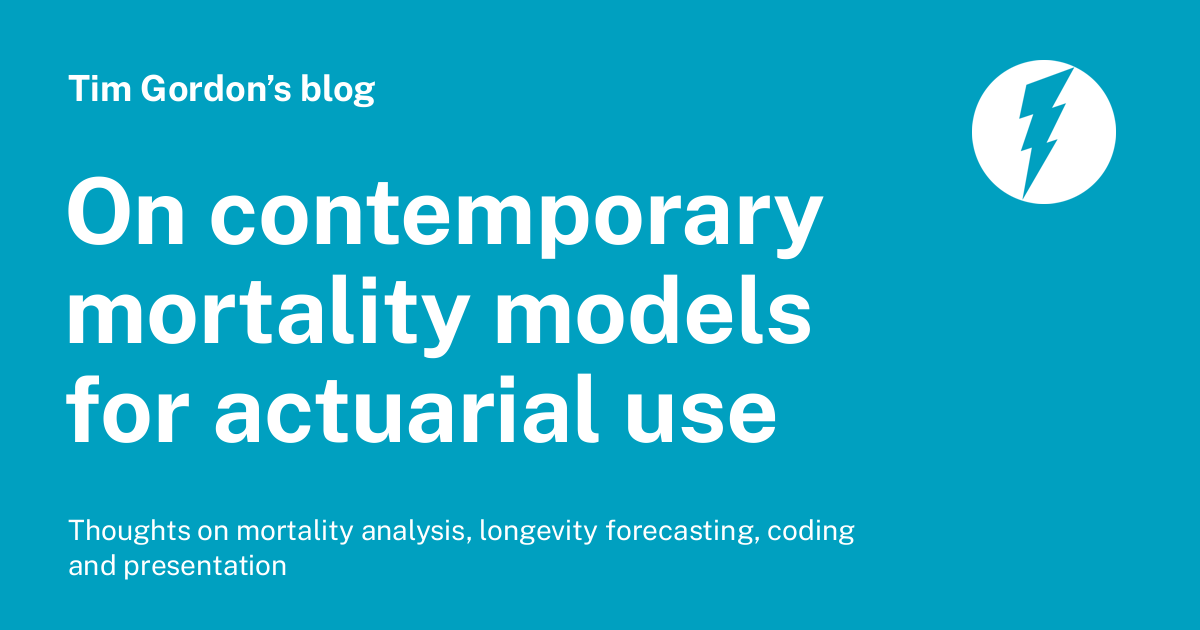 Tim Gordon’s blog
On contemporary
mortality models
for actuarial use
Thoughts on mortality analysis, longevity forecasting, coding
and presentation